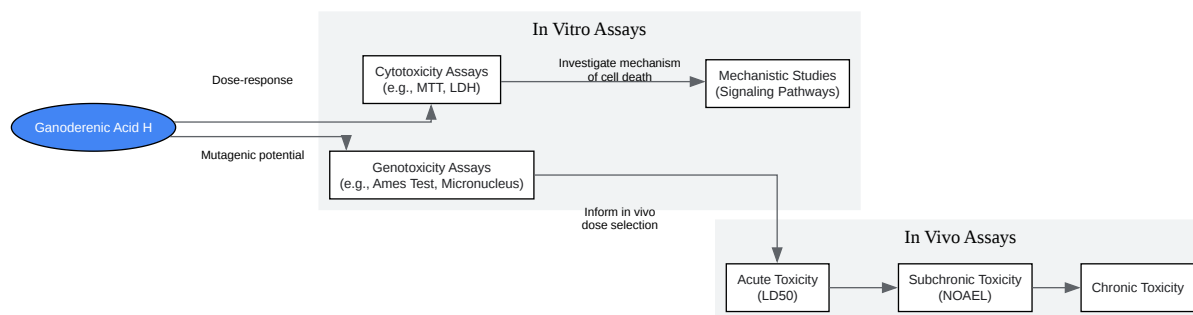 In Vitro Assays
Dose-response
Cytotoxicity Assays
(e.g., MTT, LDH)
Investigate mechanism
of cell death
Mechanistic Studies
(Signaling Pathways)
Ganoderenic Acid H
Mutagenic potential
Genotoxicity Assays
(e.g., Ames Test, Micronucleus)
Inform in vivo
dose selection
In Vivo Assays
Acute Toxicity
(LD50)
Subchronic Toxicity
(NOAEL)
Chronic Toxicity